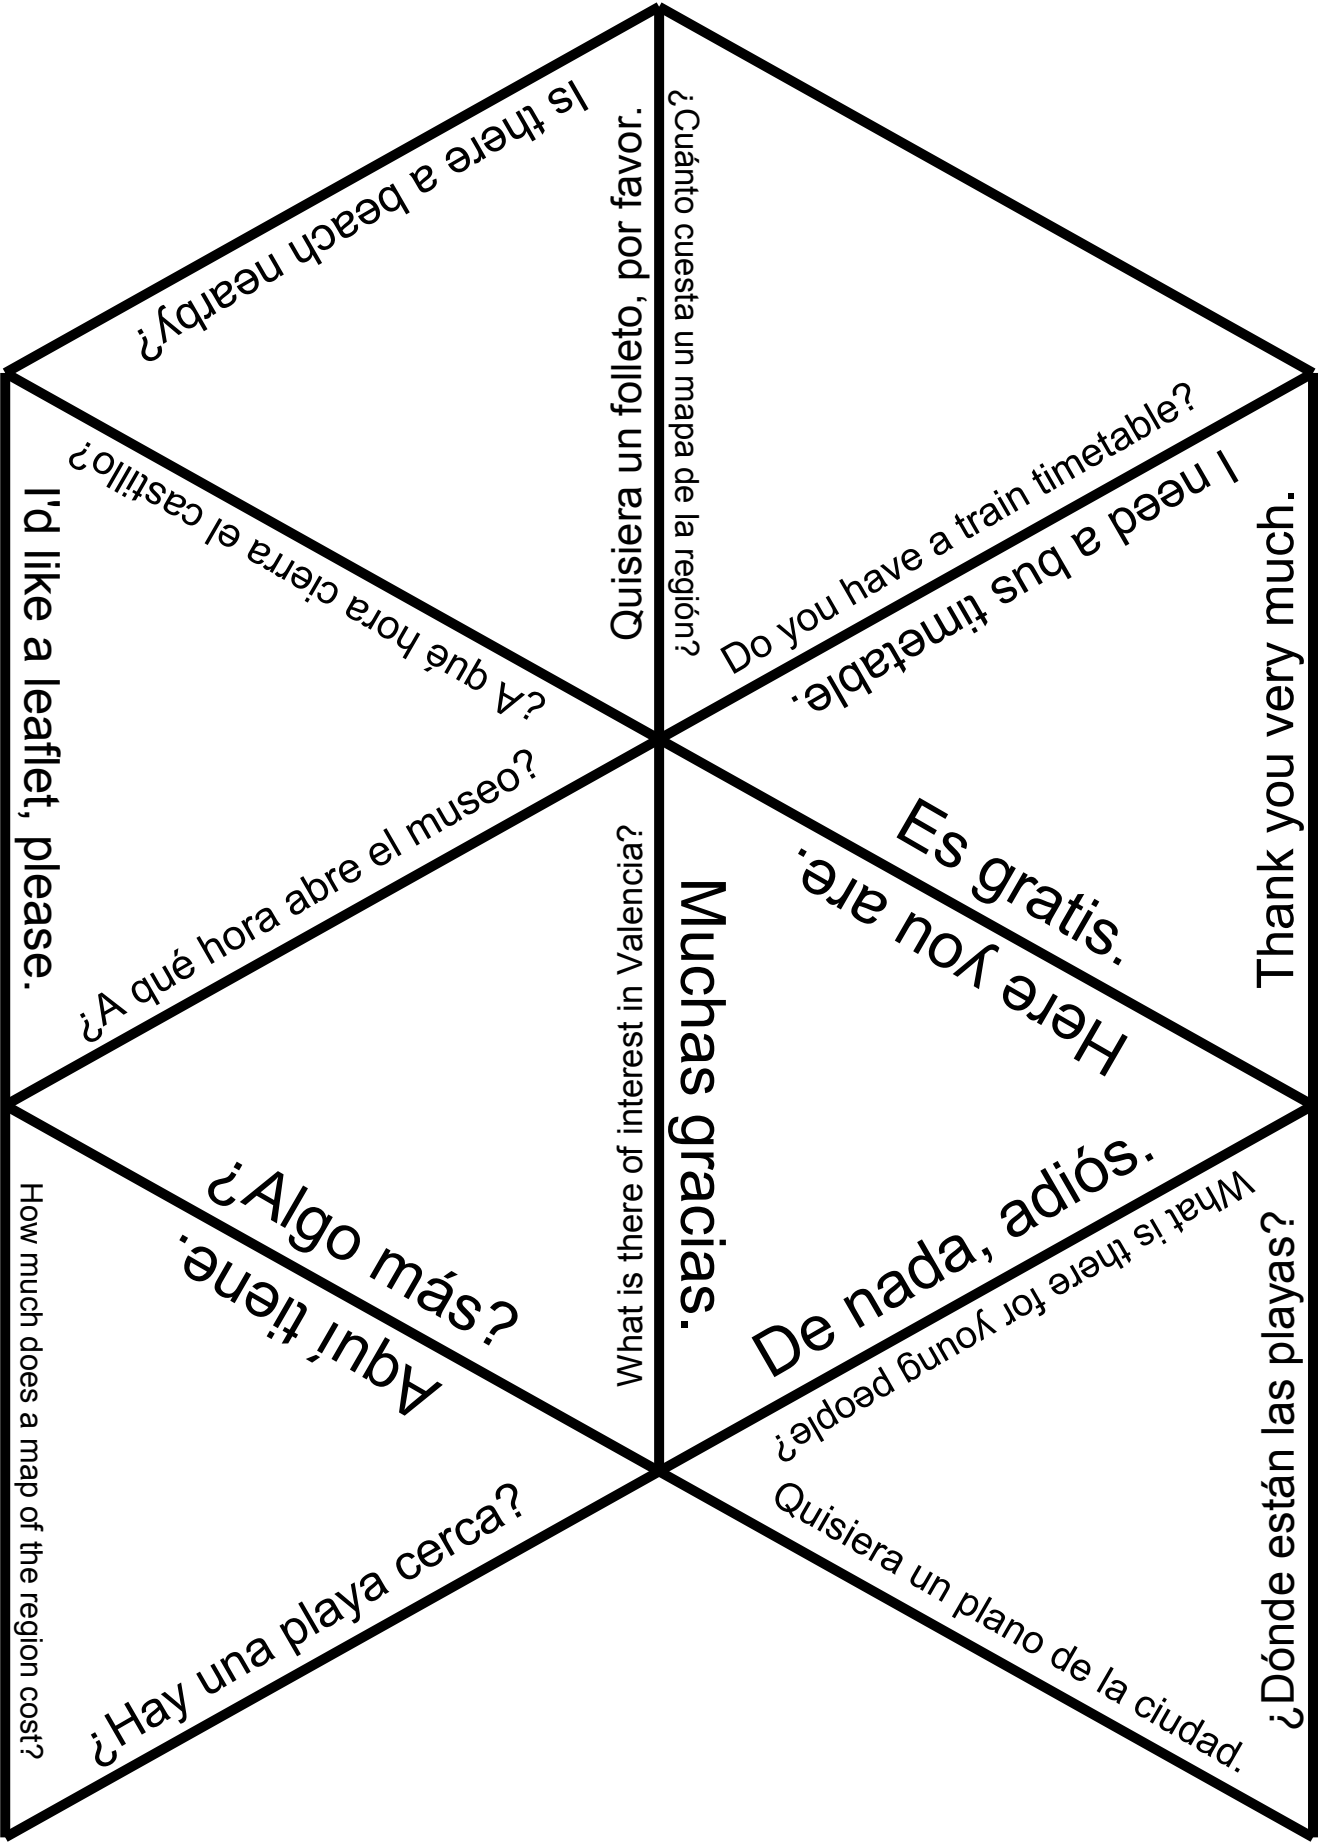 Is there a beach nearby?
Quisiera un folleto, por favor.
¿Cuánto cuesta un mapa de la región?
Do you have a train timetable?
I need a bus timetable.
Thank you very much.
Es gratis.
¿A qué hora cierra el castillo?
I'd like a leaflet, please.
¿A qué hora abre el museo?
What is there of interest in Valencia?
¿Algo más?
Muchas gracias.
Here you are.
De nada, adiós.
How much does a map of the region cost?
Aquí tiene.
¿Hay una playa cerca?
What is there for young people?
¿Dónde están las playas?
Quisiera un plano de la ciudad.